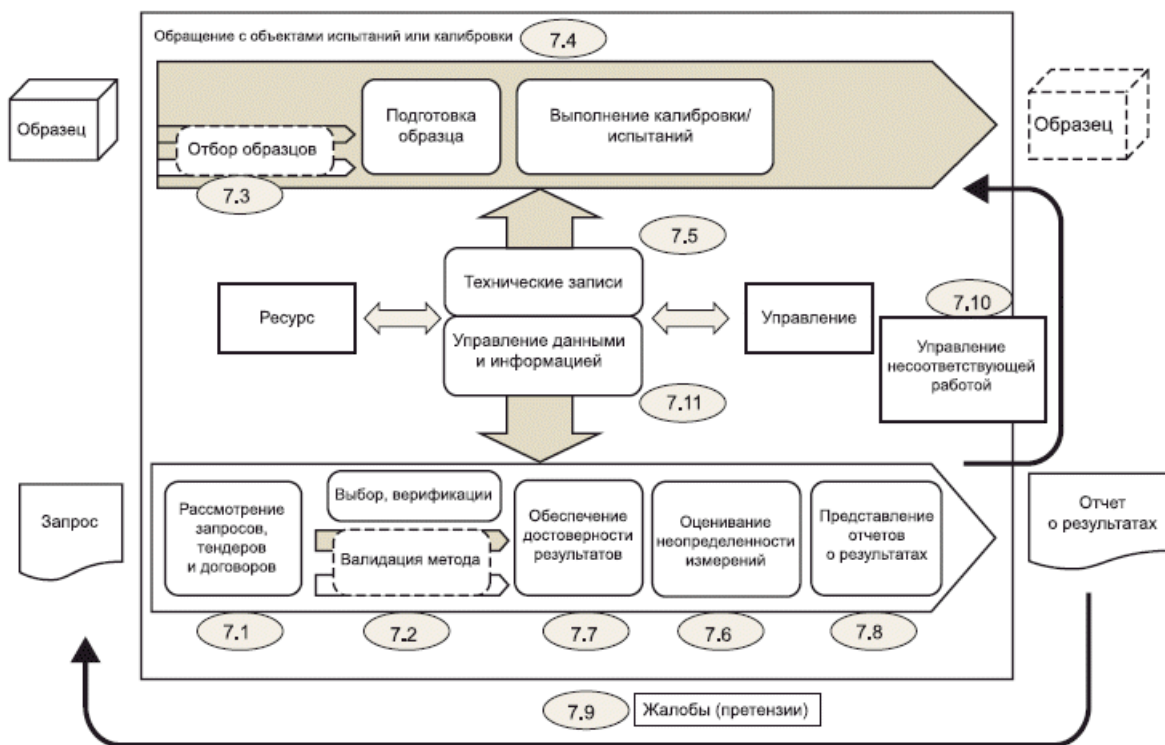 Обращение с объектами испытаний или калибровки
7.4
Образец
Подготовка
образца
Выполнение калибровки/
испытаний
Образец
Отбор образцов
7.3
7.5
Технические записи
7.10
Ресурс
Управление
Управление данными
и информацией
Управление
несоответствующей
работой
7.11
Запрос
Рассмотрение
запросов,
тендеров
и договоров
Выбор, верификации
Валидация метода
Обеспечение
достоверности
результатов
Оценивание
неопределенности
измерений
Представление
отчетов
о результатах
Отчет
о результатах
7.1
7.2
7.7
7.6
7.8
7.9
Жалобы (претензии)